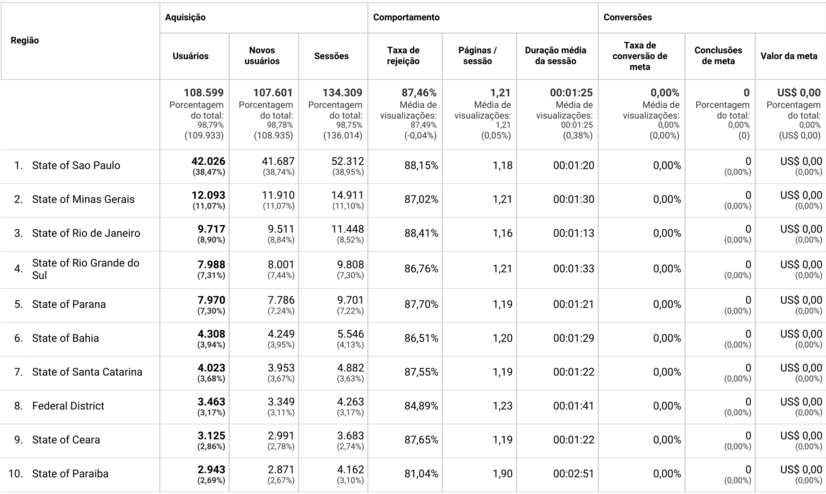 Região Aquisição Comportamento Conversões
Usuários Novos usuários Sessões Taxa de rejeição Páginas / sessão Duração média da sessão Taxa de conversão de meta Conclusões de meta Valor da meta
108.599 107.601 134.309 87,46% 1,21 00:01:25 0,00% 0 US$ 0,00
Porcentagem do total: 98,79% (109.933) Porcentagem do total: 98,78% (108.935) Porcentagem do total: 98,75% (136.014) Média de visualizações: 87,49% (-0,04%) Média de visualizações: 1,21 (0,05%) Média de visualizações: 00:01:25 (0,38%) Média de visualizações: 0,00% (0,00%) Porcentagem do total: 0,00% (0) Porcentagem do total: 0,00% (US$ 0,00)
1. State of Sao Paulo 42.026 (38,47%) 41.687 (38,74%) 52.312 (38,95%) 88,15% 1,18 00:01:20 0,00% 0 (0,00%) US$ 0,00 (0,00%)
2. State of Minas Gerais 12.093 (11,07%) 11.910 (11,07%) 14.911 (11,10%) 87,02% 1,21 00:01:30 0,00% 0 (0,00%) US$ 0,00 (0,00%)
3. State of Rio de Janeiro 9.717 (8,90%) 9.511 (8,84%) 11.448 (8,52%) 88,41% 1,16 00:01:13 0,00% 0 (0,00%) US$ 0,00 (0,00%)
4. State of Rio Grande do Sul 7.988 (7,31%) 8.001 (7,44%) 9.808 (7,30%) 86,76% 1,21 00:01:33 0,00% 0 (0,00%) US$ 0,00 (0,00%)
5. State of Parana 7.970 (7,30%) 7.786 (7,24%) 9.701 (7,22%) 87,70% 1,19 00:01:21 0,00% 0 (0,00%) US$ 0,00 (0,00%)
6. State of Bahia 4.308 (3,94%) 4.249 (3,95%) 5.546 (4,13%) 86,51% 1,20 00:01:29 0,00% 0 (0,00%) US$ 0,00 (0,00%)
7. State of Santa Catarina 4.023 (3,68%) 3.953 (3,67%) 4.882 (3,63%) 87,55% 1,19 00:01:22 0,00% 0 (0,00%) US$ 0,00 (0,00%)
8. Federal District 3.463 (3,17%) 3.349 (3,11%) 4.263 (3,17%) 84,89% 1,23 00:01:41 0,00% 0 (0,00%) US$ 0,00 (0,00%)
9. State of Ceara 3.125 (2,86%) 2.991 (2,78%) 3.683 (2,74%) 87,65% 1,19 00:01:22 0,00% 0 (0,00%) US$ 0,00 (0,00%)
10. State of Paraiba 2.943 (2,69%) 2.871 (2,67%) 4.162 (3,10%) 81,04% 1,90 00:02:51 0,00% 0 (0,00%) US$ 0,00 (0,00%)